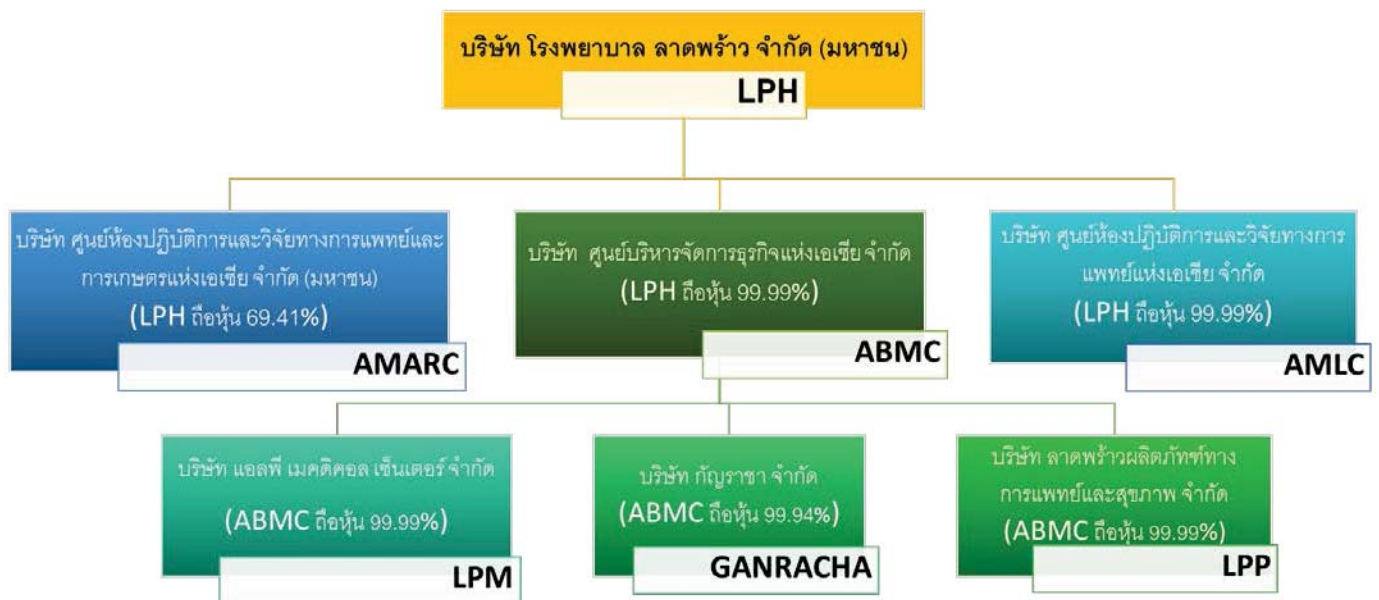 บริษัท โรงพยาบาล ลาดพร้าว จำกัด (มหาชน)
LPH
บริษัท ศูนย์ห้องปฏิบัติการและวิจัยทางการแพทย์และ
การเกษตรแห่งเอเซีย จำกัด (มหาชน)
(LPH ถือหุ้น 69.41%)
AMARC
บริษัท ศูนย์บริหารจัดการธุรกิจแห่งเอเซีย จำกัด
(LPH ถือหุ้น 99.99%)
ABMC
บริษัท ศูนย์ห้องปฏิบัติการและวิจัยทางการ
แพทย์แห่งเอเซีย จำกัด
(LPH ถือหุ้น 99.99%)
AMLC
บริษัท แอลพี เมดดิคอล เซ็นเตอร์ จำกัด
(ABMC ถือหุ้น 99.99%)
LPM
บริษัท กัญราชา จำกัด
(ABMC ถือหุ้น 99.94%)
GANRACHA
บริษัท ลาดพร้าวผลิตภัฑฑ์ทาง
การแพทย์และสุขภาพ จำกัด
(ABMC ถือหุ้น 99.99%)
LPP